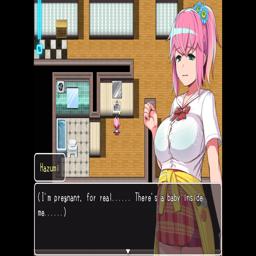 Hazumi
(I'm pregnant, for real...... There's a baby inside
me......)